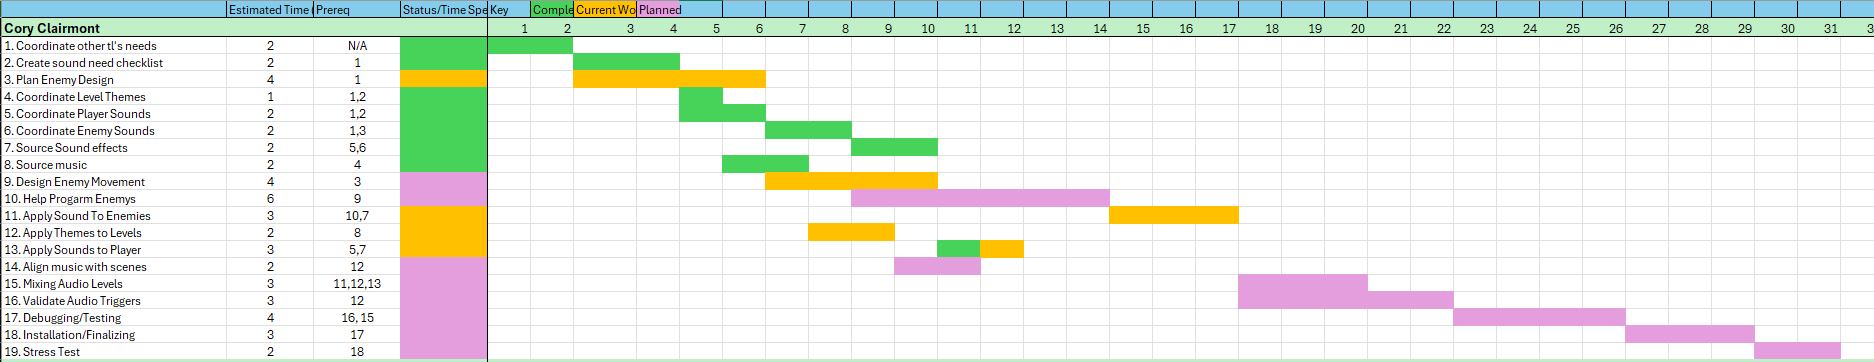 Estimated Time ( Prereq Status/Time Spe Key Comple Current Wo Planned
Cory Clairmont 1 2 3 4 5 6 7 8 9 10 11 12 13 14 15 16 17 18 19 20 21 22 23 24 25 26 27 28 29 30 31 3
1. Coordinate other tl's needs 2 N/A
2. Create sound need checklist 2 1
3. Plan Enemy Design 4 1
4. Coordinate Level Themes 1 1,2
5. Coordinate Player Sounds 2 1,2
6. Coordinate Enemy Sounds 2 1,3
7. Source Sound effects 2 5,6
8. Source music 2 4
9. Design Enemy Movement 4 3
10. Help Progarm Enemys 6 9
11. Apply Sound To Enemies 3 10,7
12. Apply Themes to Levels 2 8
13. Apply Sounds to Player 3 5,7
14. Align music with scenes 2 12
15. Mixing Audio Levels 3 11,12,13
16. Validate Audio Triggers 3 12
17. Debugging/Testing 4 16, 15
18. Installation/Finalizing 3 17
19. Stress Test 2 18